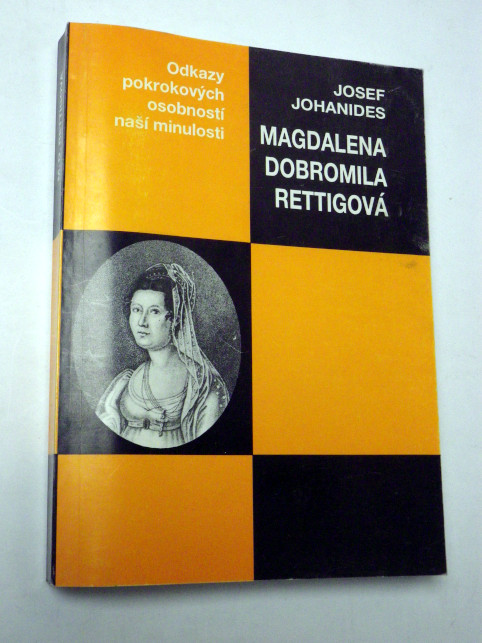 Odkazy
pokrokových
osobností
naší minulosti
JOSEF
JOHANIDES
MAGDALENA
DOBROMILA
RETTIGOVÁ